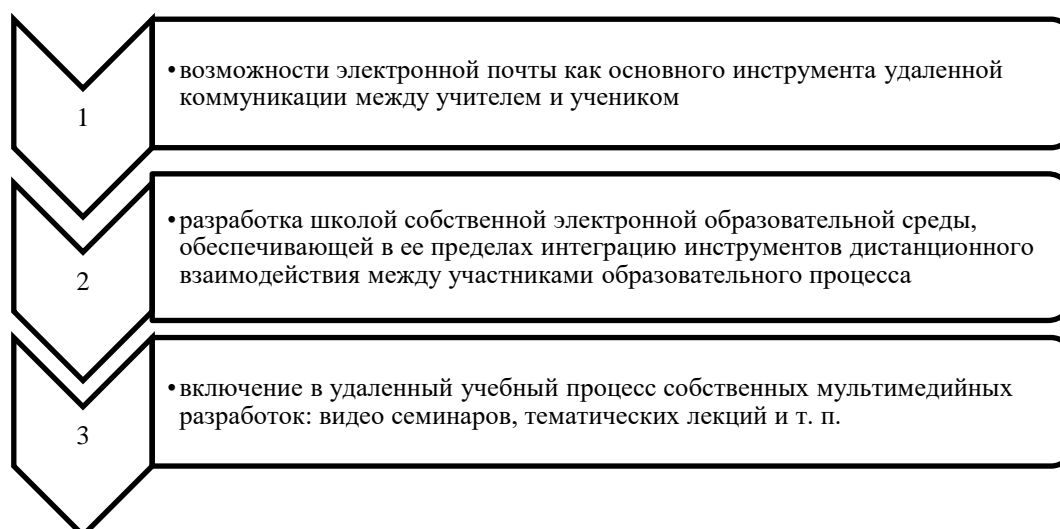 1
•возможности электронной почты как основного инструмента удаленной
коммуникации между учителем и учеником
2
•разработка школой собственной электронной образовательной среды,
обеспечивающей в ее пределах интеграцию инструментов дистанционного
взаимодействия между участниками образовательного процесса
3
•включение в удаленный учебный процесс собственных мультимедийных
разработок: видео семинаров, тематических лекций и т. п.